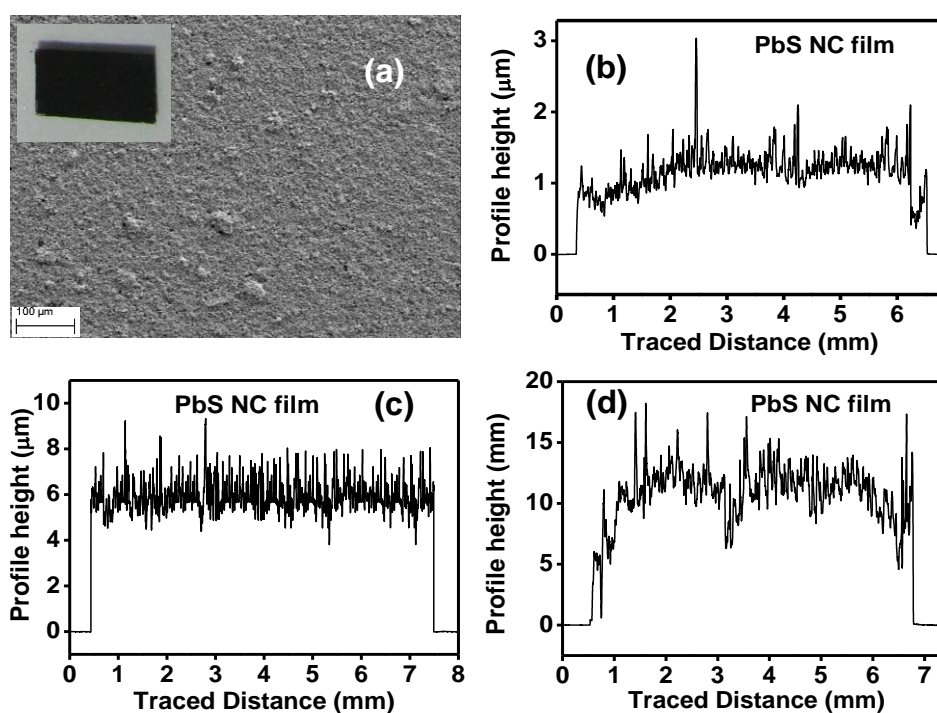 (a)
100 µm
(b)
PbS NC film
Profile height (µm)
3
2
1
0
0 1 2 3 4 5 6
Traced Distance (mm)
(c)
PbS NC film
Profile height (µm)
10
8
6
4
2
0
0 1 2 3 4 5 6 7 8
Traced Distance (mm)
(d)
PbS NC film
Profile height (mm)
20
15
10
5
0
0 1 2 3 4 5 6 7
Traced Distance (mm)